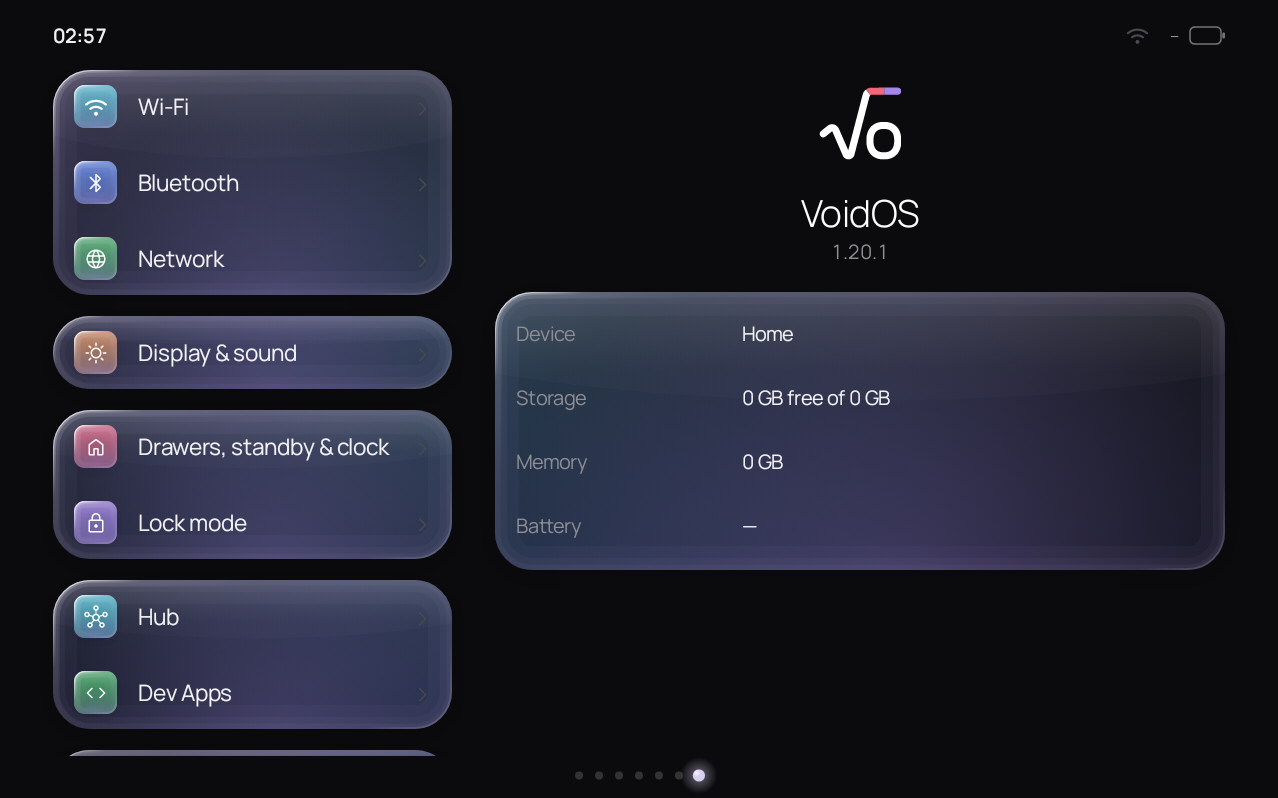 02:57
–
Wi-Fi
Bluetooth
Network
Display & sound
Drawers, standby & clock
Lock mode
Hub
Dev Apps
VoidOS
1.20.1
Device Home
Storage 0 GB free of 0 GB
Memory 0 GB
Battery —